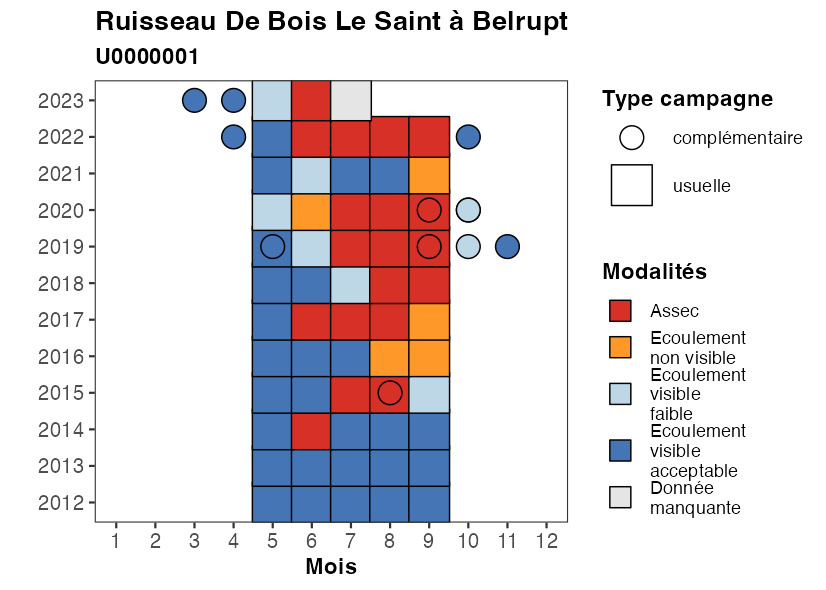 Ruisseau De Bois Le Saint à Belrupt
U0000001
2023
2022
2021
2020
2019
2018
2017
2016
2015
2014
2013
2012
1 2 3 4 5 6 7 8 9 10 11 12
Mois
Type campagne
complémentaire
usuelle
Modalités
Assec
Ecoulement
non visible
Ecoulement
visible
faible
Ecoulement
visible
acceptable
Donnée
manquante